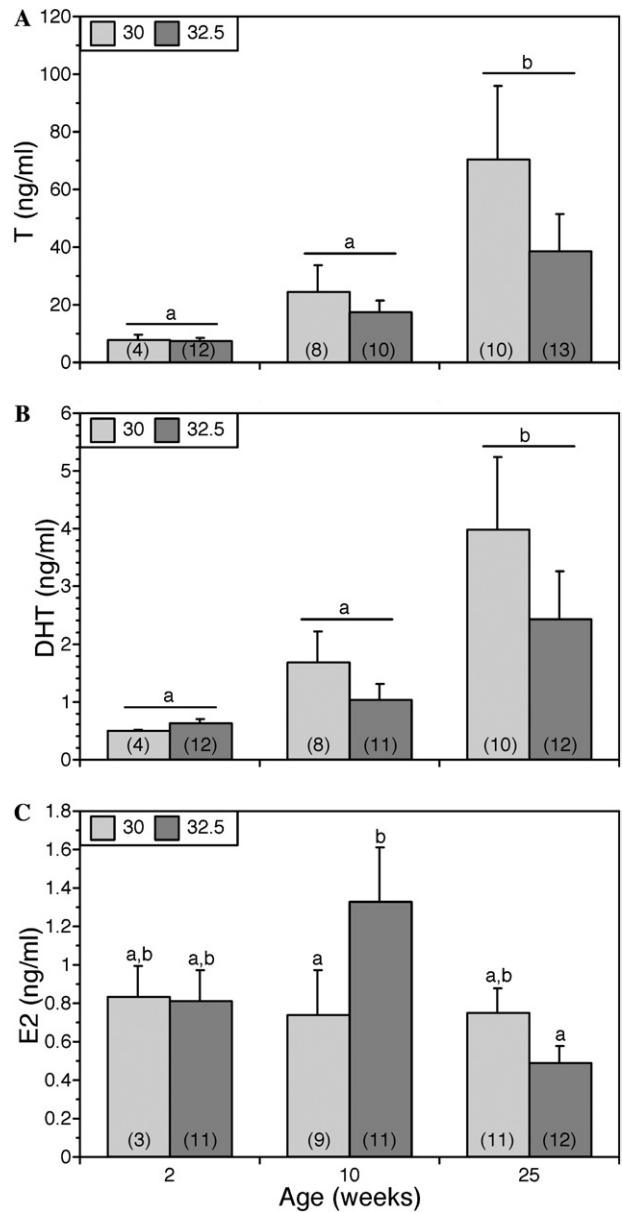 A
30 32.5
120
100
80
60
40
20
0
T (ng/ml)
a
a
b
(4) (12) (8) (10) (10) (13)
B
30 32.5
6
5
4
3
2
1
0
DHT (ng/ml)
a
a
b
(4) (12) (8) (11) (10) (12)
C
30 32.5
1.8
1.6
1.4
1.2
1
0.8
0.6
0.4
0.2
0
E2 (ng/ml)
a,b a,b a b a,b a
(3) (11) (9) (11) (11) (12)
2 10 25
Age (weeks)